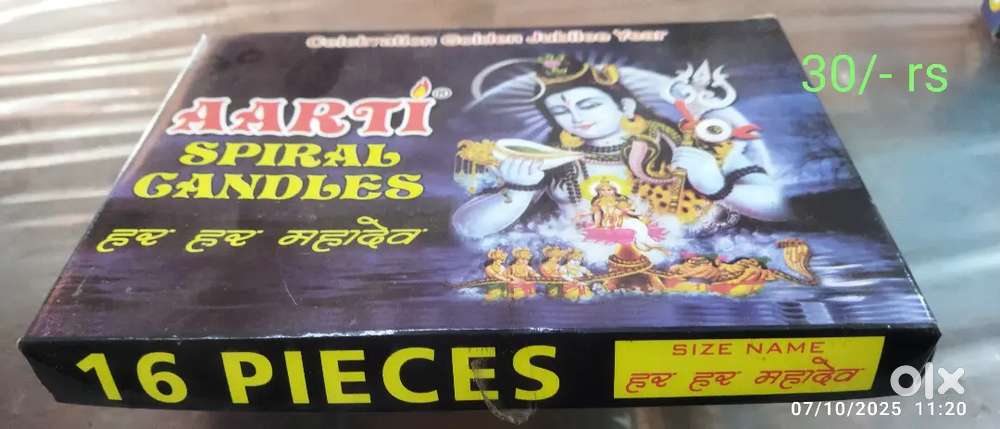 Celebration Golden Jubilee Year
30/- rs
AARTI®
SPIRAL
CANDLES
हर हर महादेव
16 PIECES
SIZE NAME
हर हर महादेव
olx
07/10/2025 11:20